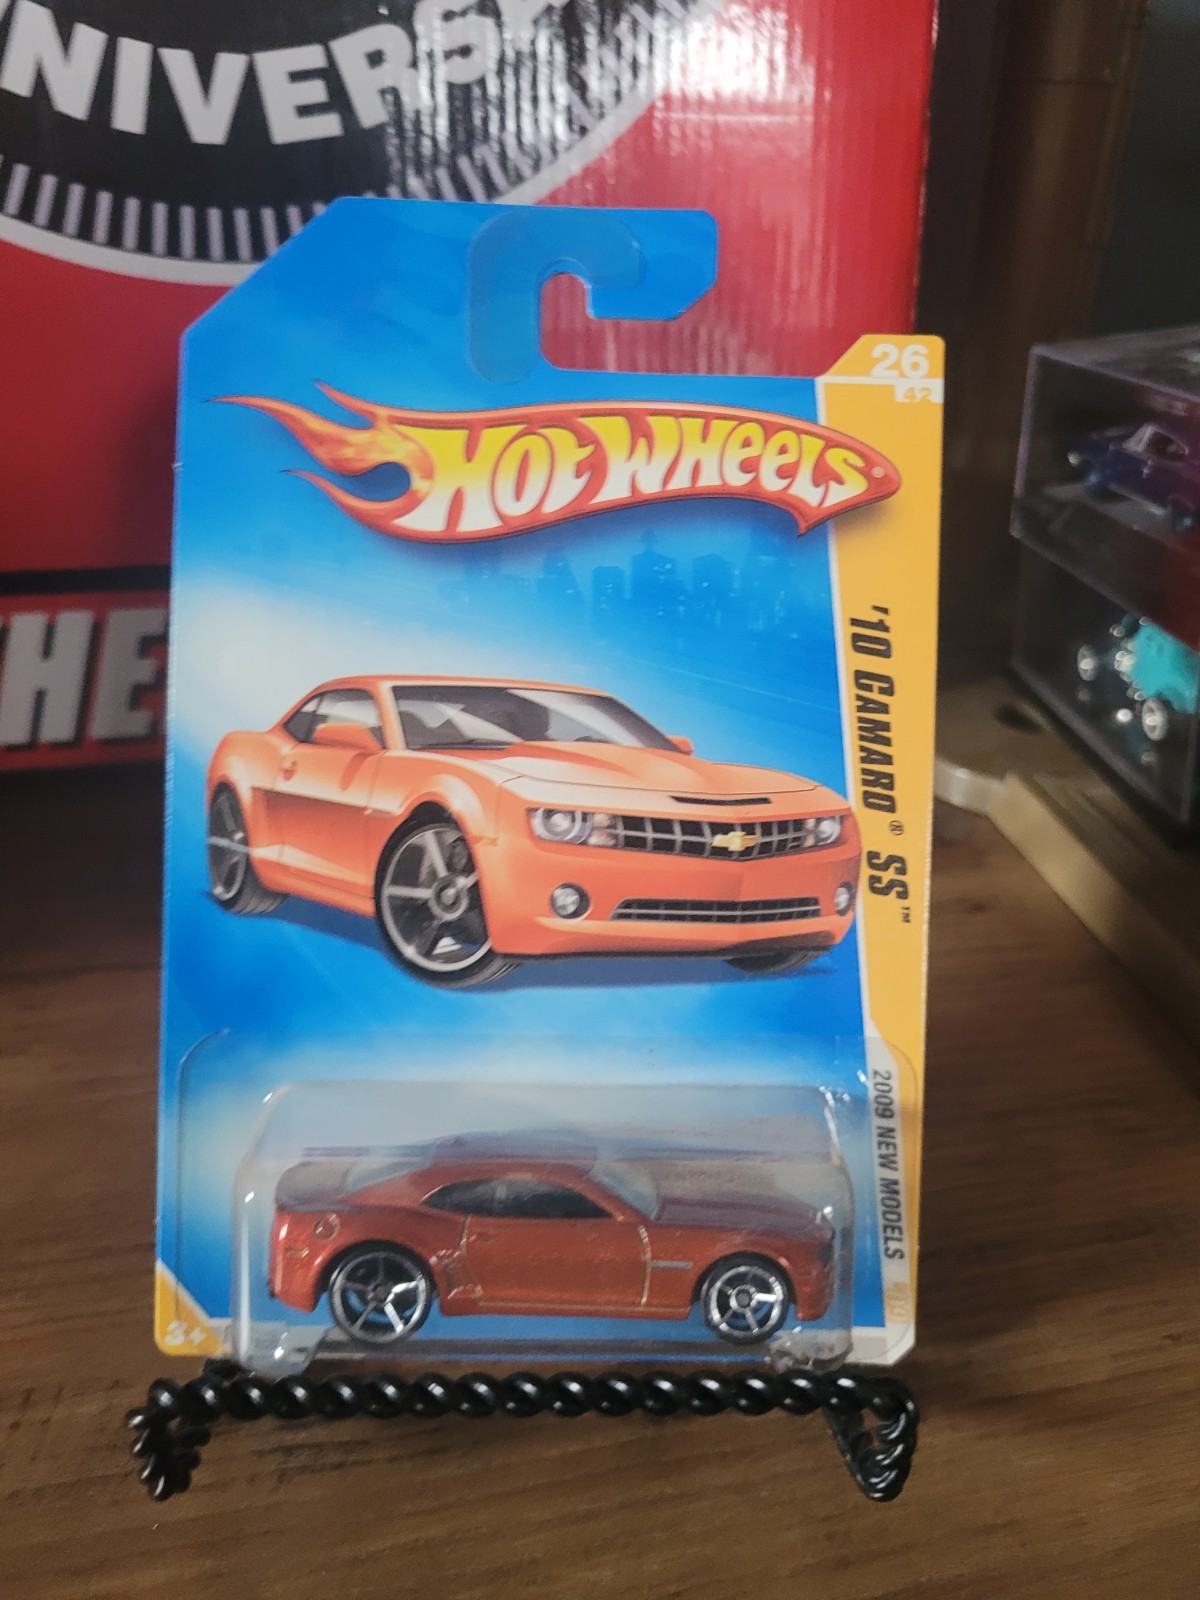 NIVERS
HE
26
42
HOT WHEELS®
'10 CAMARO® SS™
2009 NEW MODELS
3+